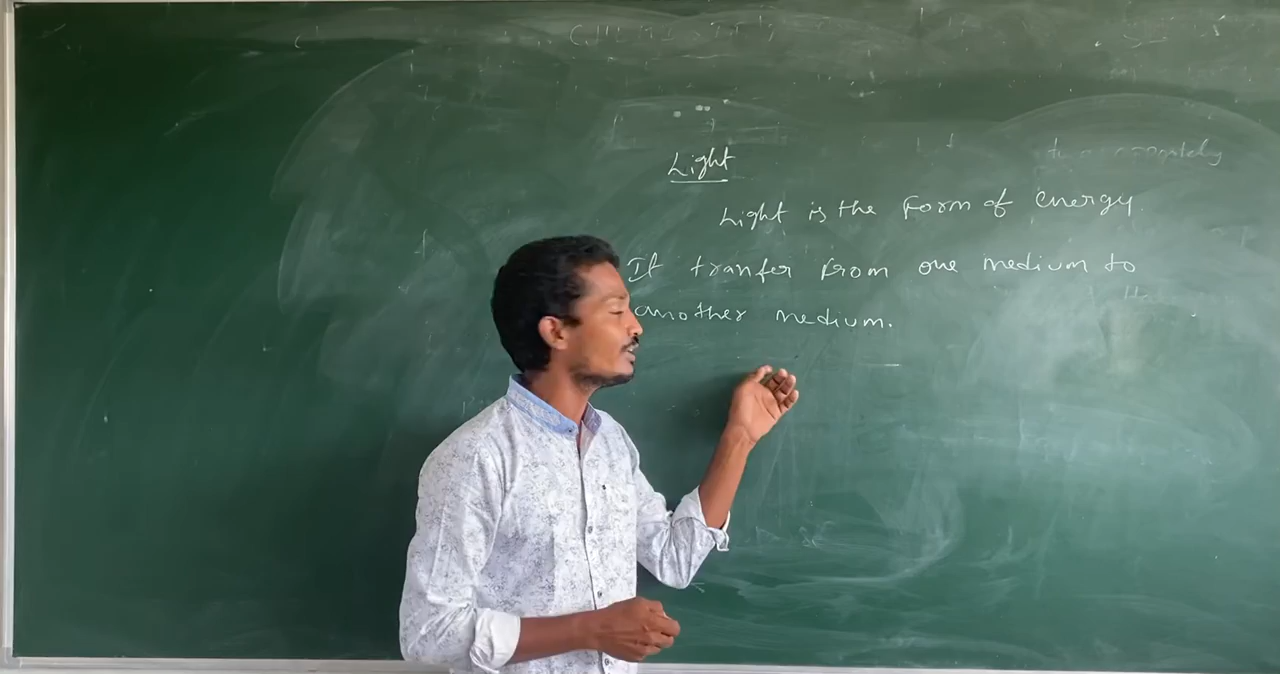 Light
Light is the Form of energy.
It tranfer from one medium to
another medium.